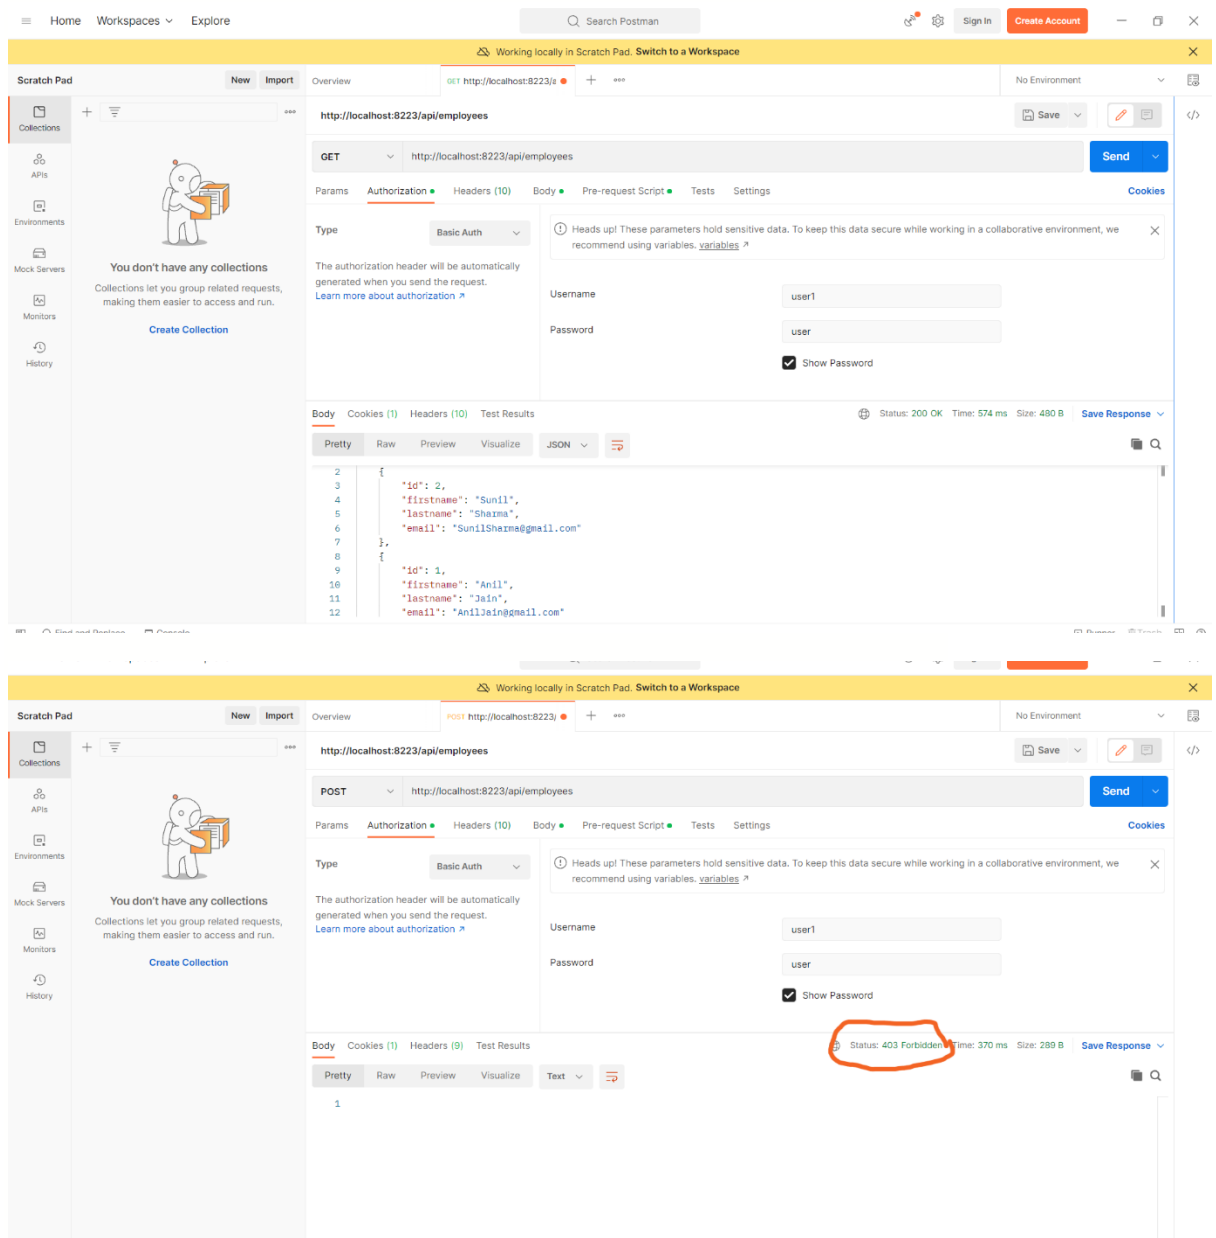 Home Workspaces Explore Search Postman Sign In Create Account
Working locally in Scratch Pad. Switch to a Workspace
Scratch Pad New Import Overview GET http://localhost:8223/a No Environment
Collections
http://localhost:8223/api/employees Save
APIs
GET http://localhost:8223/api/employees Send
Params Authorization Headers (10) Body Pre-request Script Tests Settings Cookies
Environments
Type Basic Auth
Heads up! These parameters hold sensitive data. To keep this data secure while working in a collaborative environment, we
recommend using variables. variables
Mock Servers
You don't have any collections
Collections let you group related requests,
making them easier to access and run.
Create Collection
Monitors
History
The authorization header will be automatically
generated when you send the request.
Learn more about authorization
Username user1
Password user
Show Password
Body Cookies (1) Headers (10) Test Results Status: 200 OK Time: 574 ms Size: 480 B Save Response
Pretty Raw Preview Visualize JSON
2 {
3 "id": 2,
4 "firstname": "Sunil",
5 "lastname": "Sharma",
6 "email": "SunilSharma@gmail.com"
7 },
8 {
9 "id": 1,
10 "firstname": "Anil",
11 "lastname": "Jain",
12 "email": "AnilJain@gmail.com"
Find and Replace Console Runner Trash
Working locally in Scratch Pad. Switch to a Workspace
Scratch Pad New Import Overview POST http://localhost:8223/ No Environment
Collections
http://localhost:8223/api/employees Save
APIs
POST http://localhost:8223/api/employees Send
Params Authorization Headers (10) Body Pre-request Script Tests Settings Cookies
Environments
Type Basic Auth
Heads up! These parameters hold sensitive data. To keep this data secure while working in a collaborative environment, we
recommend using variables. variables
Mock Servers
You don't have any collections
Collections let you group related requests,
making them easier to access and run.
Create Collection
Monitors
History
The authorization header will be automatically
generated when you send the request.
Learn more about authorization
Username user1
Password user
Show Password
Body Cookies (1) Headers (9) Test Results Status: 403 Forbidden Time: 370 ms Size: 289 B Save Response
Pretty Raw Preview Visualize Text
1